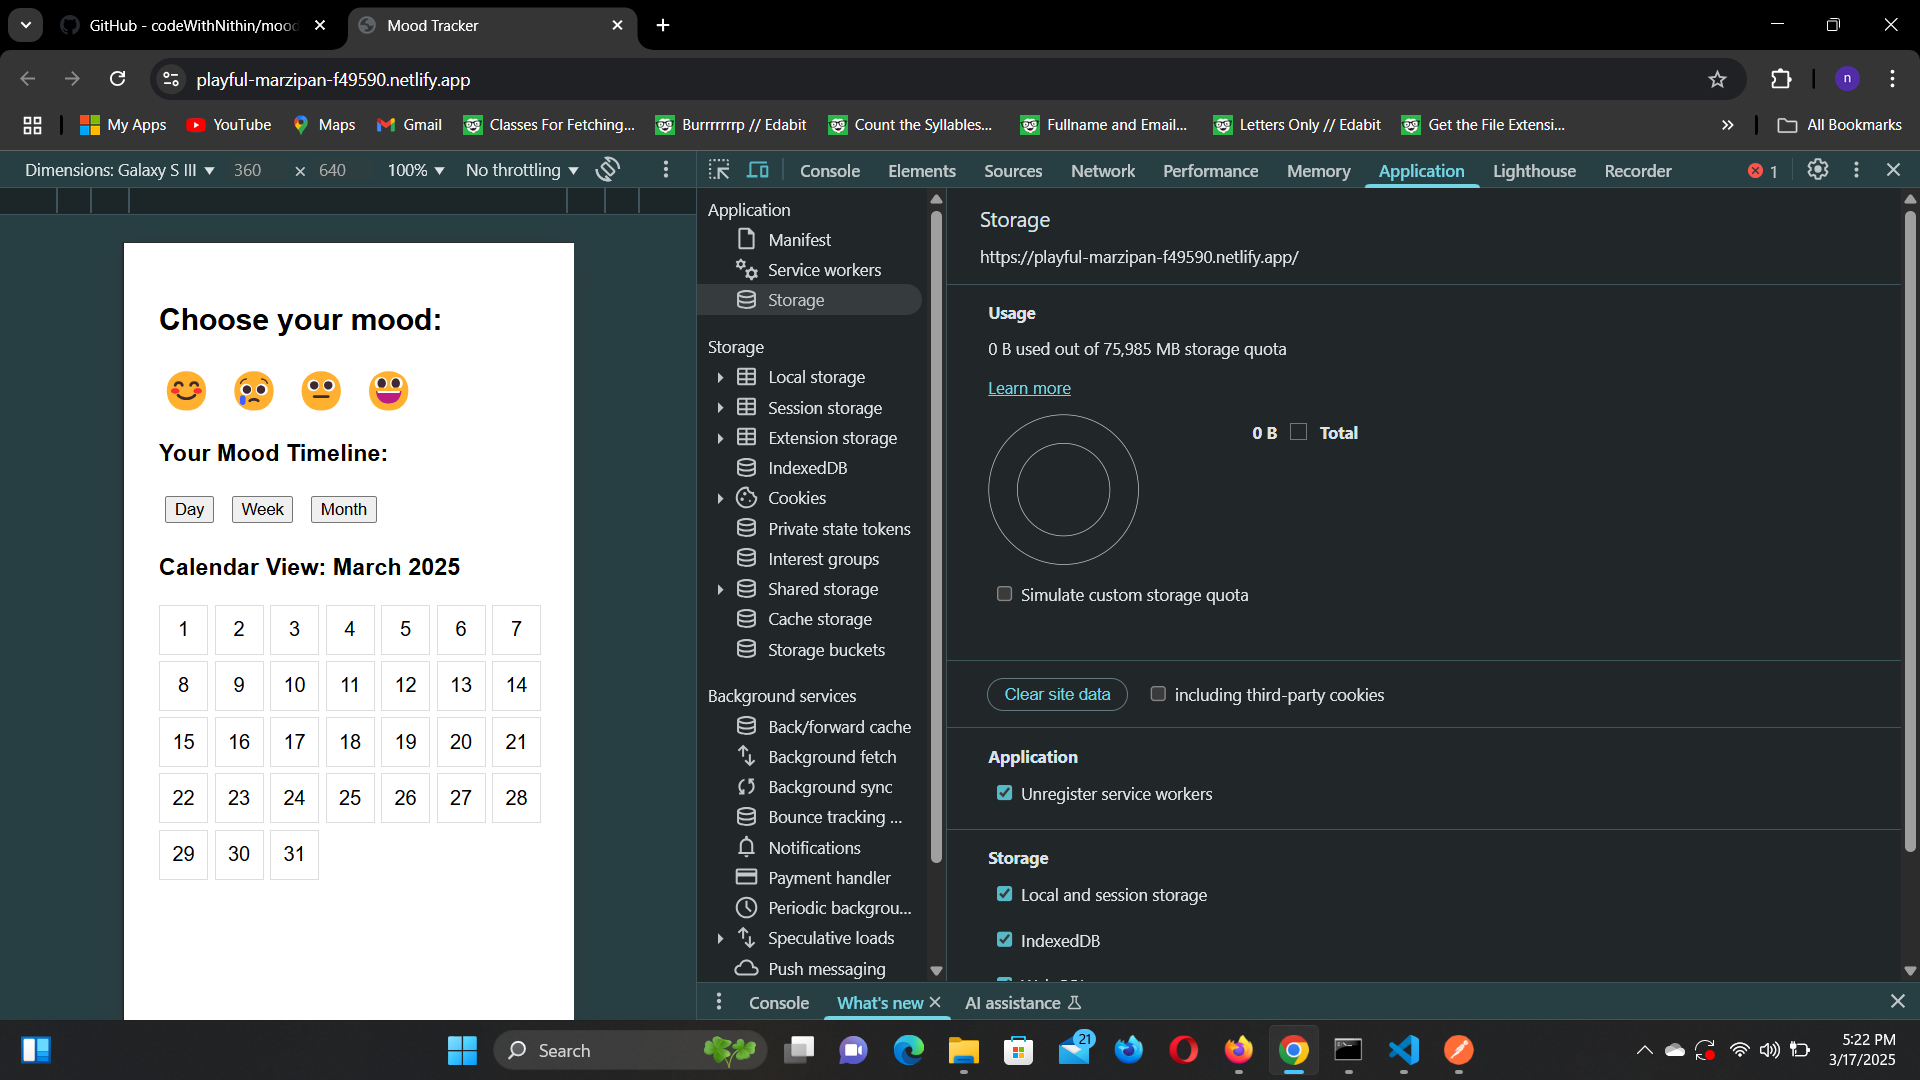 GitHub - codeWithNithin/mood
Mood Tracker
playful-marzipan-f49590.netlify.app
n
My Apps
YouTube
Maps
Gmail
Classes For Fetching...
Burrrrrrrp // Edabit
Count the Syllables...
Fullname and Email...
Letters Only // Edabit
Get the File Extensi...
All Bookmarks
Dimensions: Galaxy S III
360 × 640
100%
No throttling
Console
Elements
Sources
Network
Performance
Memory
Application
Lighthouse
Recorder
1
Choose your mood:
Your Mood Timeline:
Day Week Month
Calendar View: March 2025
1 2 3 4 5 6 7
8 9 10 11 12 13 14
15 16 17 18 19 20 21
22 23 24 25 26 27 28
29 30 31
Application
Manifest
Service workers
Storage
Storage
Local storage
Session storage
Extension storage
IndexedDB
Cookies
Private state tokens
Interest groups
Shared storage
Cache storage
Storage buckets
Background services
Back/forward cache
Background fetch
Background sync
Bounce tracking ...
Notifications
Payment handler
Periodic backgrou...
Speculative loads
Push messaging
Storage
https://playful-marzipan-f49590.netlify.app/
Usage
0 B used out of 75,985 MB storage quota
Learn more
0 B Total
Simulate custom storage quota
Clear site data
including third-party cookies
Application
Unregister service workers
Storage
Local and session storage
IndexedDB
Console
What's new
AI assistance
Search
21
5:22 PM
3/17/2025